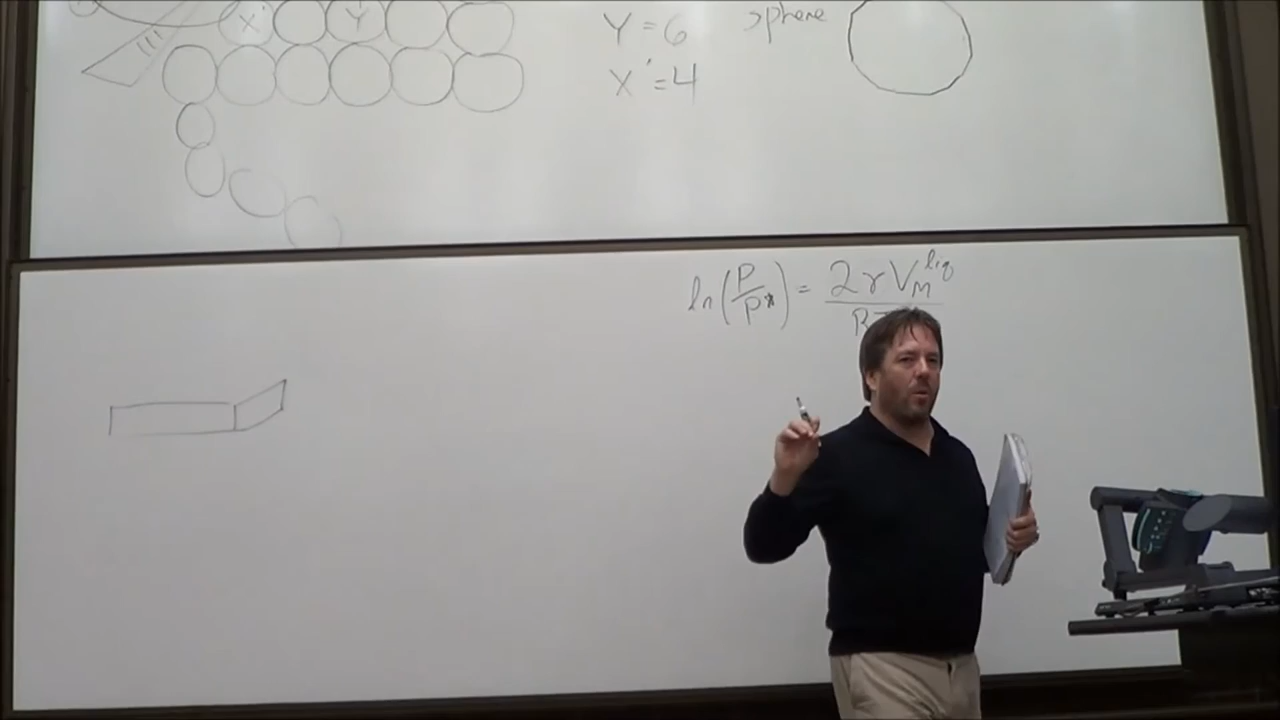 X' Y'
Y = 6
X' = 4
sphere
ln(P/P*) = 2γV_M^liq / R